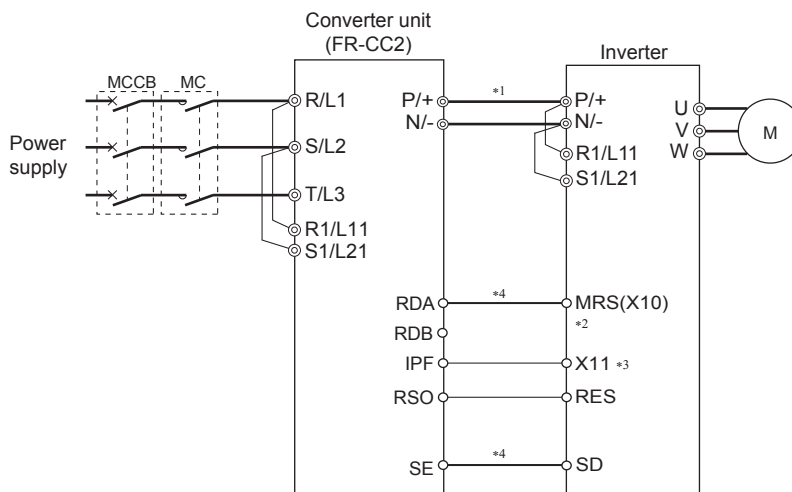 Converter unit
(FR-CC2)
Inverter
MCCB
MC
*1
R/L1
P/+
P/+
N/-
N/-
U
V
W
M
Power
supply
S/L2
R1/L11
S1/L21
T/L3
R1/L11
S1/L21
RDA
*4
MRS(X10)
*2
RDB
IPF
X11 *3
RSO
RES
SE
*4
SD